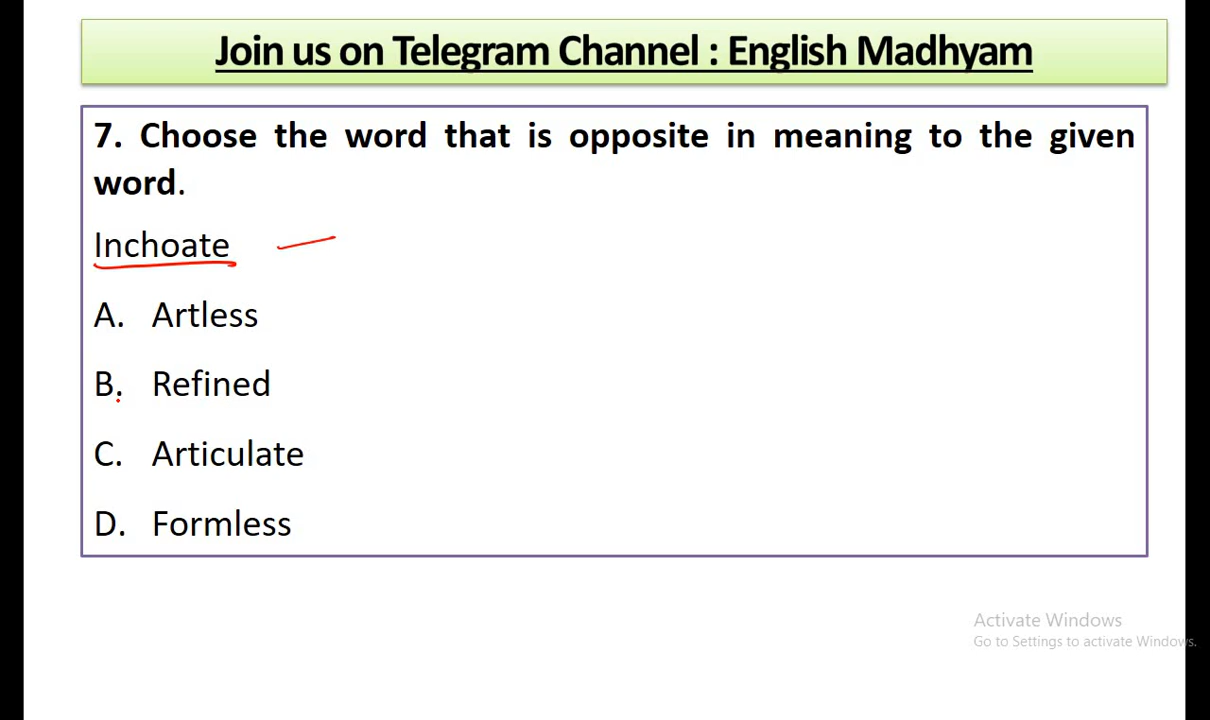 Join us on Telegram Channel : English Madhyam
7. Choose the word that is opposite in meaning to the given
word.
Inchoate
A. Artless
B. Refined
C. Articulate
D. Formless
Activate Windows
Go to Settings to activate Windows.